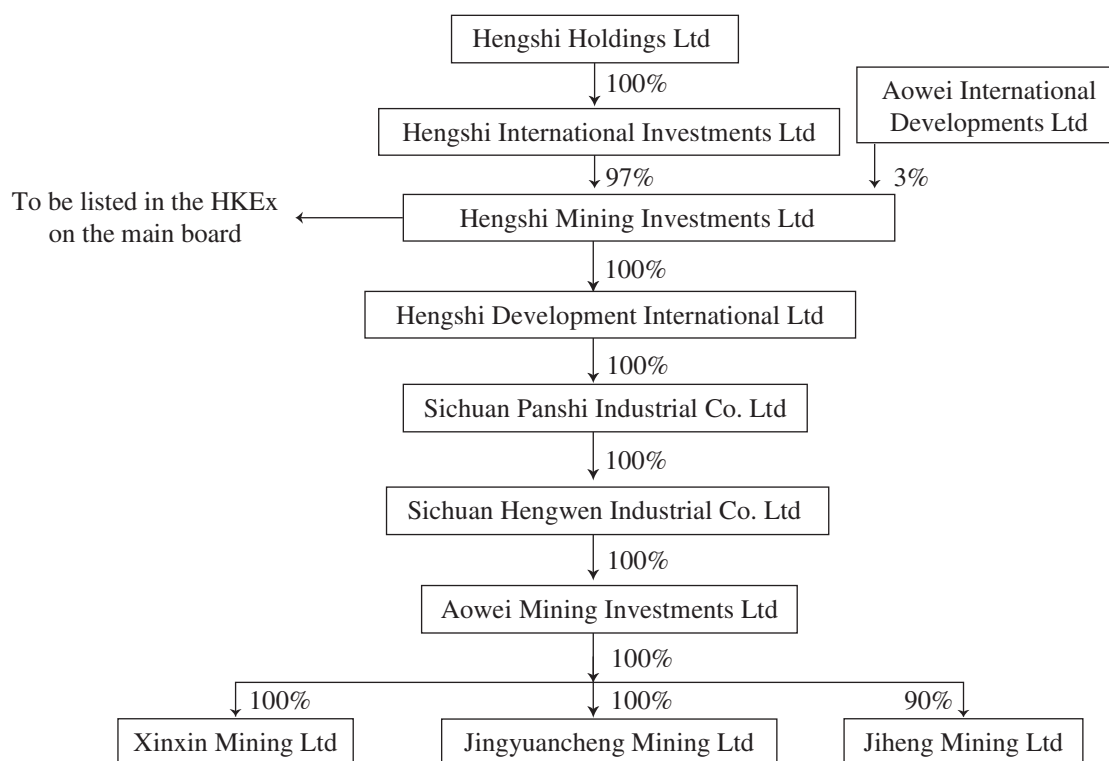 Hengshi Holdings Ltd
100%
Aowei International
Developments Ltd
Hengshi International Investments Ltd
97%
3%
To be listed in the HKEx
on the main board
Hengshi Mining Investments Ltd
100%
Hengshi Development International Ltd
100%
Sichuan Panshi Industrial Co. Ltd
100%
Sichuan Hengwen Industrial Co. Ltd
100%
Aowei Mining Investments Ltd
100%
100%
100%
90%
Xinxin Mining Ltd
Jingyuancheng Mining Ltd
Jiheng Mining Ltd